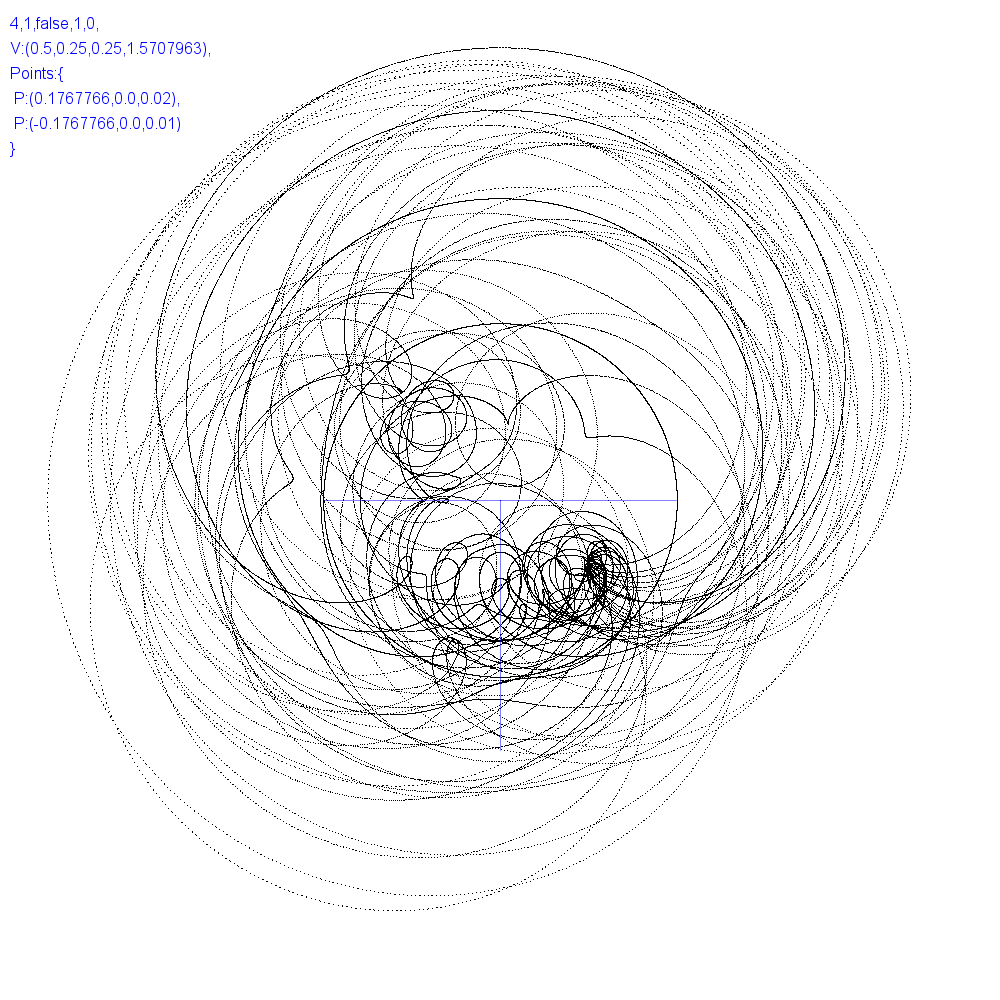 4,1,false,1,0,
V:(0.5,0.25,0.25,1.5707963),
Points:{
P:(0.1767766,0.0,0.02),
P:(-0.1767766,0.0,0.01)
}